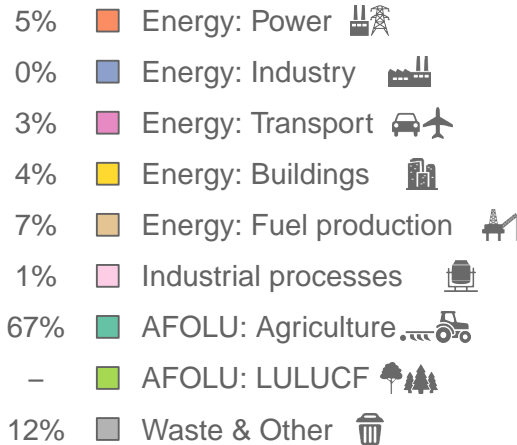 5% Energy: Power
0% Energy: Industry
3% Energy: Transport
4% Energy: Buildings
7% Energy: Fuel production
1% Industrial processes
67% AFOLU: Agriculture
– AFOLU: LULUCF
12% Waste & Other